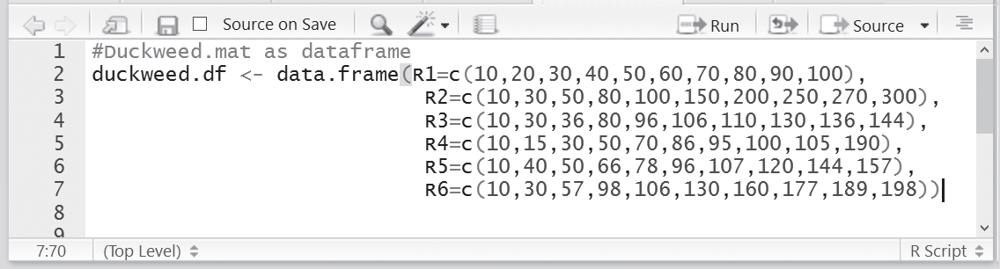 Source on Save
Run
Source
1 #Duckweed.mat as dataframe
2 duckweed.df <- data.frame(R1=c(10,20,30,40,50,60,70,80,90,100),
3 R2=c(10,30,50,80,100,150,200,250,270,300),
4 R3=c(10,30,36,80,96,106,110,130,136,144),
5 R4=c(10,15,30,50,70,86,95,100,105,190),
6 R5=c(10,40,50,66,78,96,107,120,144,157),
7 R6=c(10,30,57,98,106,130,160,177,189,198))
8
9
7:70 (Top Level) R Script